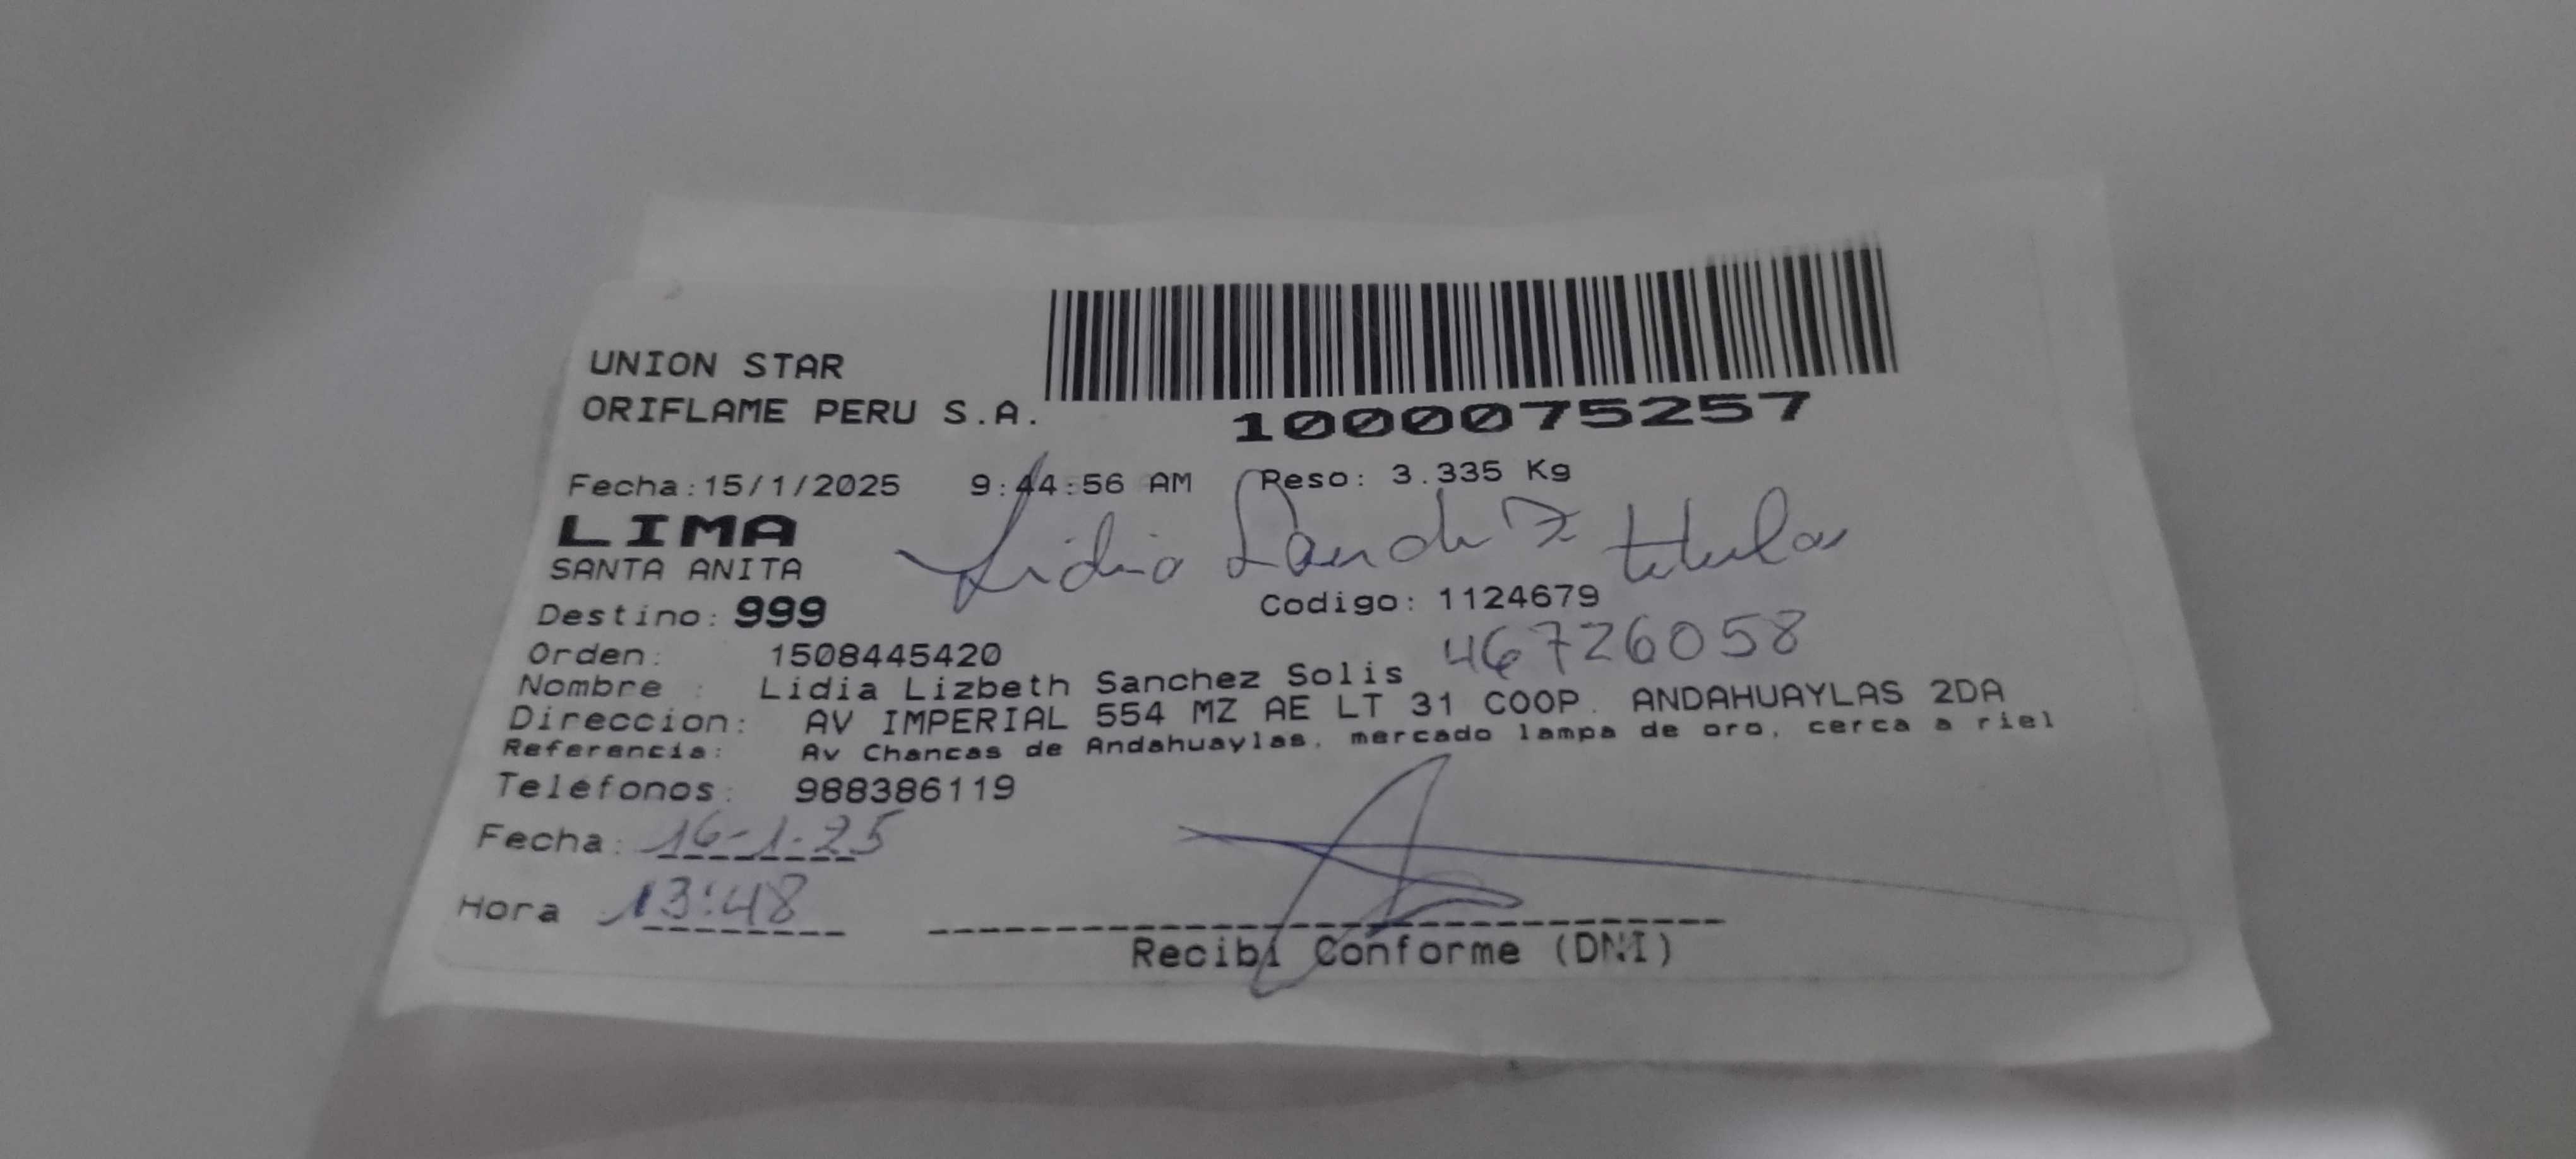 UNION STAR
ORIFLAME PERU S.A.
1000075257
Fecha:15/1/2025 9:44:56 AM Peso: 3.335 Kg
LIMA
Lidia Sanchez titular
SANTA ANITA
Destino: 999 Codigo: 1124679
Orden: 1508445420
46726058
Nombre : Lidia Lizbeth Sanchez Solis
Direccion: AV IMPERIAL 554 MZ AE LT 31 COOP. ANDAHUAYLAS 2DA
Referencia: Av Chancas de Andahuaylas, mercado lampa de oro, cerca a riel
Teléfonos: 988386119
Fecha: 16-1-25
Hora 13:48
Recibí Conforme (DNI)